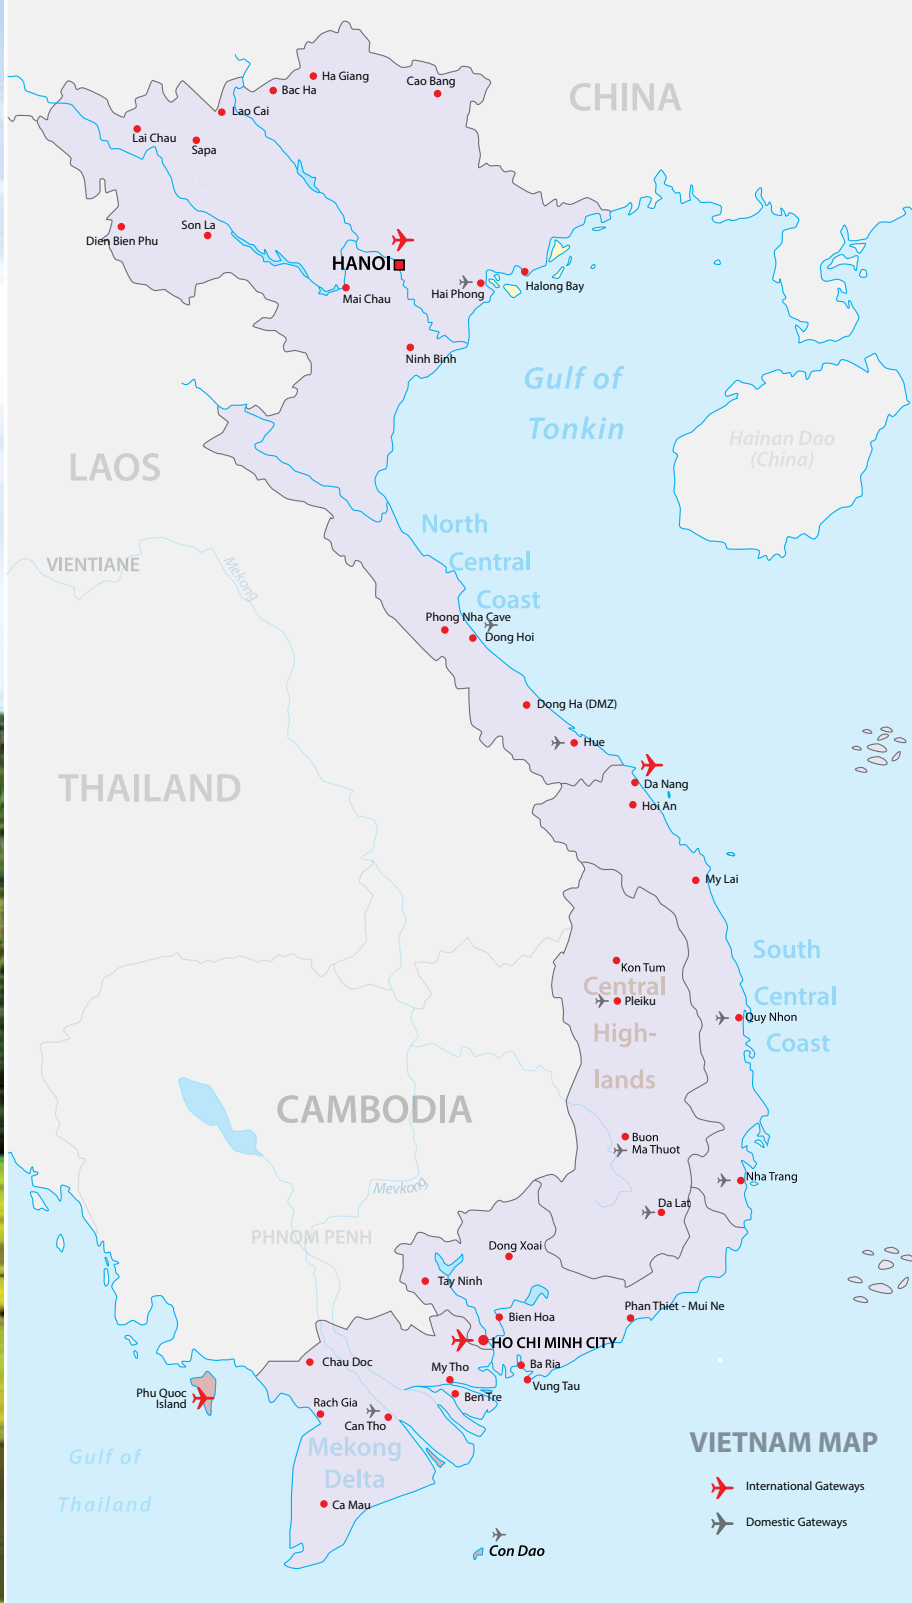 Ha Giang
Cao Bang
Bac Ha
CHINA
Lao Cai
Lai Chau
Sapa
Son La
Dien Bien Phu
HANOI
Mai Chau
Hai Phong
Halong Bay
Ninh Binh
Gulf of
Tonkin
Hainan Dao
(China)
LAOS
North
Central
Coast
VIENTIANE
Mekong
Phong Nha Cave
Dong Hoi
Dong Ha (DMZ)
Hue
THAILAND
Da Nang
Hoi An
My Lai
South
Central
Coast
Kon Tum
Central
High-
lands
Pleiku
Quy Nhon
CAMBODIA
Buon
Ma Thuot
Nha Trang
Mevkong
Da Lat
PHNOM PENH
Dong Xoai
Tay Ninh
Phan Thiet - Mui Ne
Bien Hoa
HO CHI MINH CITY
Chau Doc
My Tho
Ba Ria
Vung Tau
Phu Quoc
Island
Rach Gia
Ben Tre
Can Tho
Mekong
Delta
Gulf of
Thailand
Ca Mau
Con Dao
VIETNAM MAP
International Gateways
Domestic Gateways